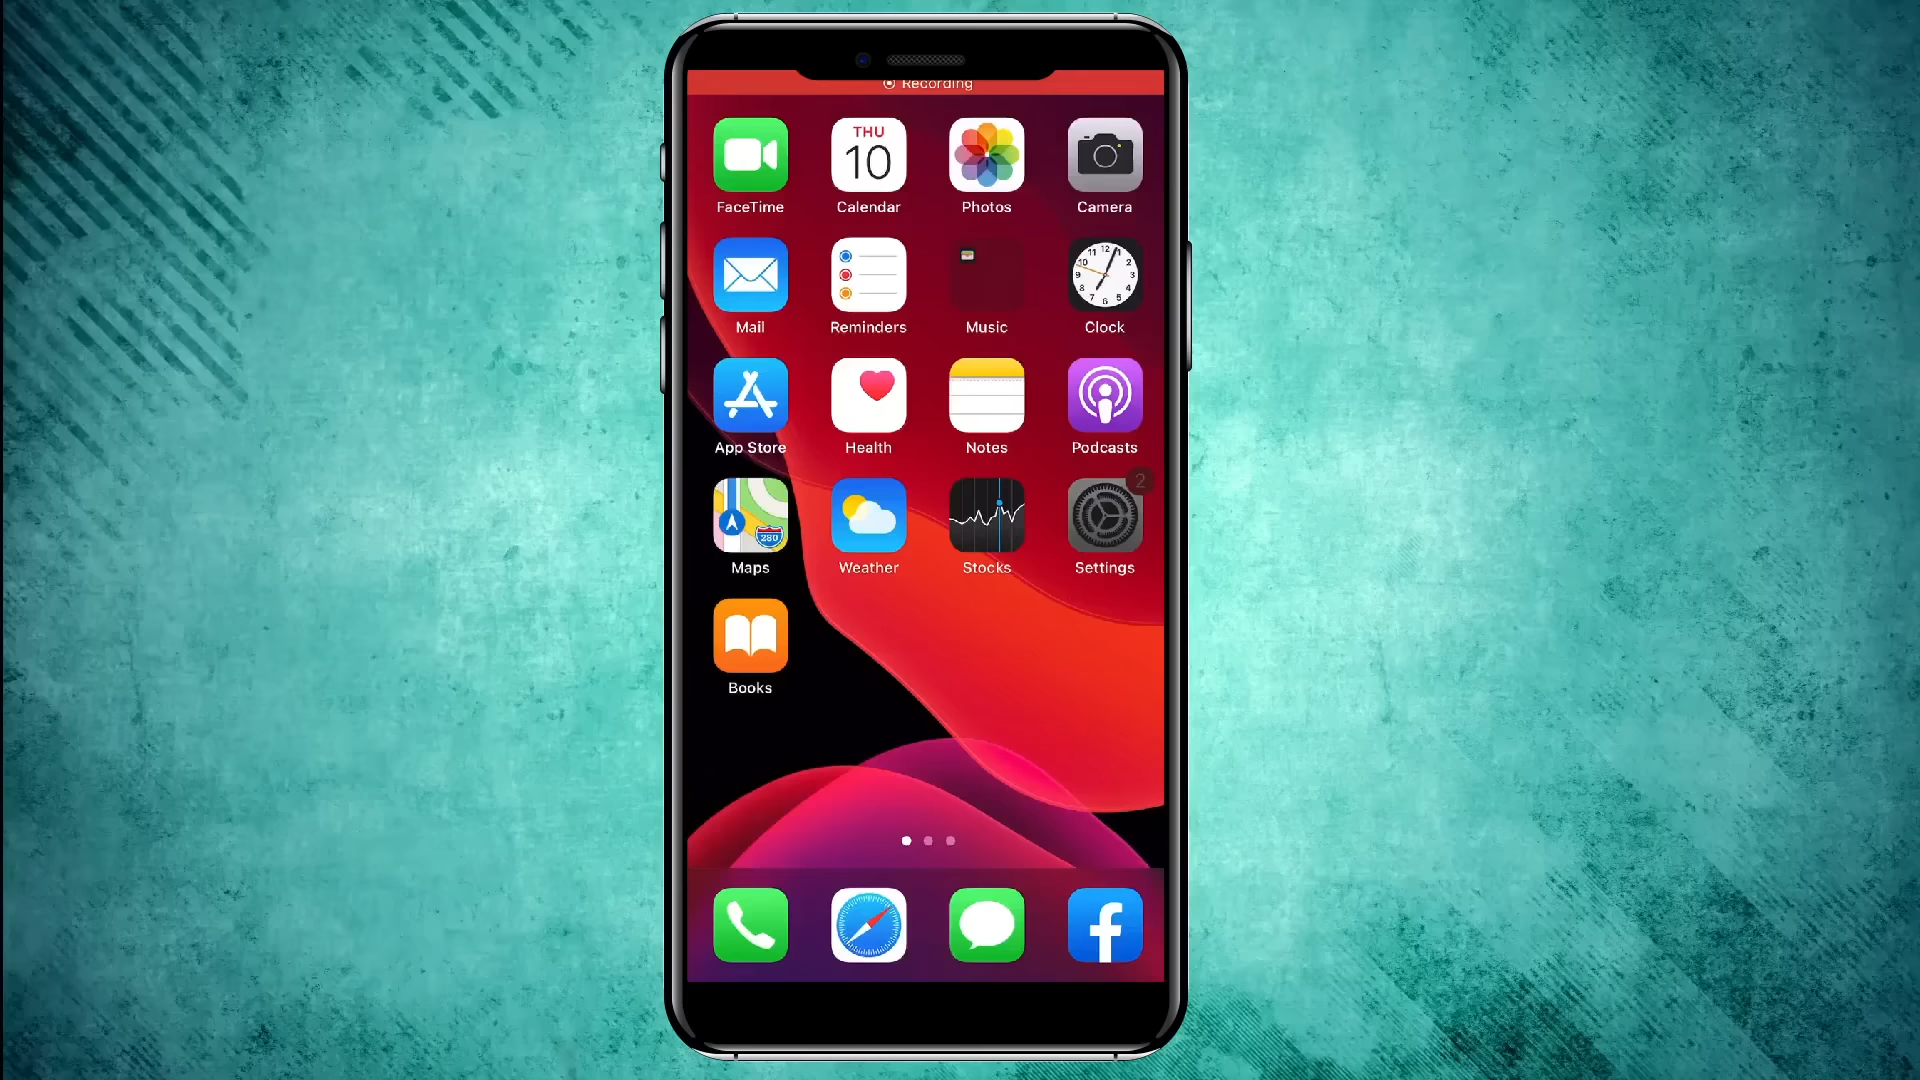 Recording
THU
10
FaceTime Calendar Photos Camera
Mail Reminders Music Clock
App Store Health Notes Podcasts
280
2
Maps Weather Stocks Settings
Books